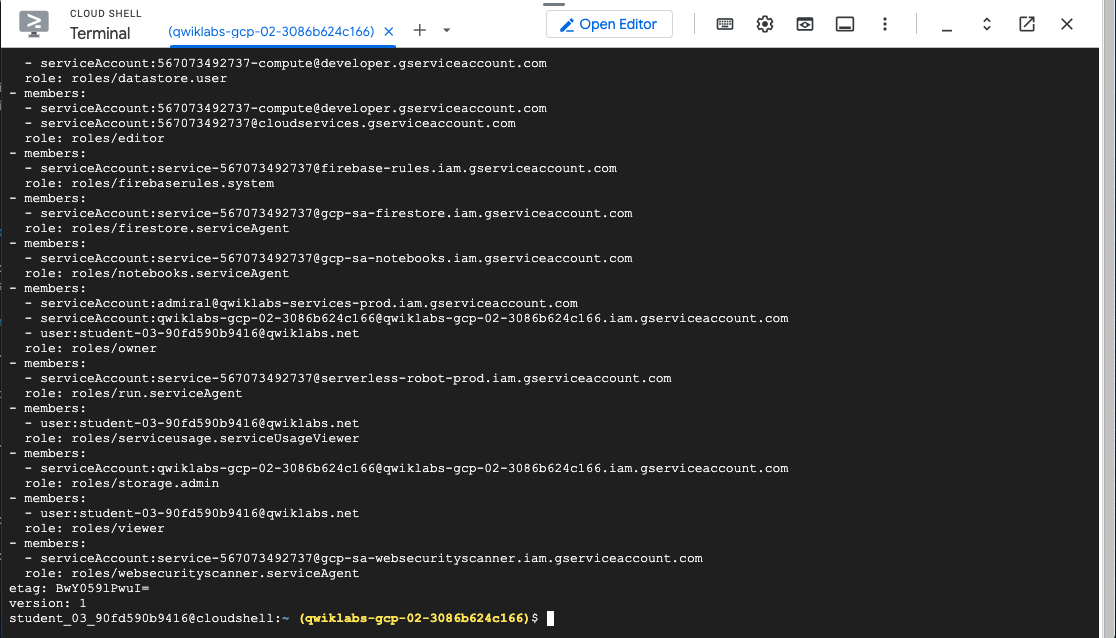 CLOUD SHELL
Terminal
(qwiklabs-gcp-02-3086b624c166)
Open Editor
- serviceAccount:567073492737-compute@developer.gserviceaccount.com
role: roles/datastore.user
- members:
- serviceAccount:567073492737-compute@developer.gserviceaccount.com
- serviceAccount:567073492737@cloudservices.gserviceaccount.com
role: roles/editor
- members:
- serviceAccount:service-567073492737@firebase-rules.iam.gserviceaccount.com
role: roles/firebaserules.system
- members:
- serviceAccount:service-567073492737@gcp-sa-firestore.iam.gserviceaccount.com
role: roles/firestore.serviceAgent
- members:
- serviceAccount:service-567073492737@gcp-sa-notebooks.iam.gserviceaccount.com
role: roles/notebooks.serviceAgent
- members:
- serviceAccount:admiral@qwiklabs-services-prod.iam.gserviceaccount.com
- serviceAccount:qwiklabs-gcp-02-3086b624c166@qwiklabs-gcp-02-3086b624c166.iam.gserviceaccount.com
- user:student-03-90fd590b9416@qwiklabs.net
role: roles/owner
- members:
- serviceAccount:service-567073492737@serverless-robot-prod.iam.gserviceaccount.com
role: roles/run.serviceAgent
- members:
- user:student-03-90fd590b9416@qwiklabs.net
role: roles/serviceusage.serviceUsageViewer
- members:
- serviceAccount:qwiklabs-gcp-02-3086b624c166@qwiklabs-gcp-02-3086b624c166.iam.gserviceaccount.com
role: roles/storage.admin
- members:
- user:student-03-90fd590b9416@qwiklabs.net
role: roles/viewer
- members:
- serviceAccount:service-567073492737@gcp-sa-websecurityscanner.iam.gserviceaccount.com
role: roles/websecurityscanner.serviceAgent
etag: BwY059lPwuI=
version: 1
student_03_90fd590b9416@cloudshell:~ (qwiklabs-gcp-02-3086b624c166)$